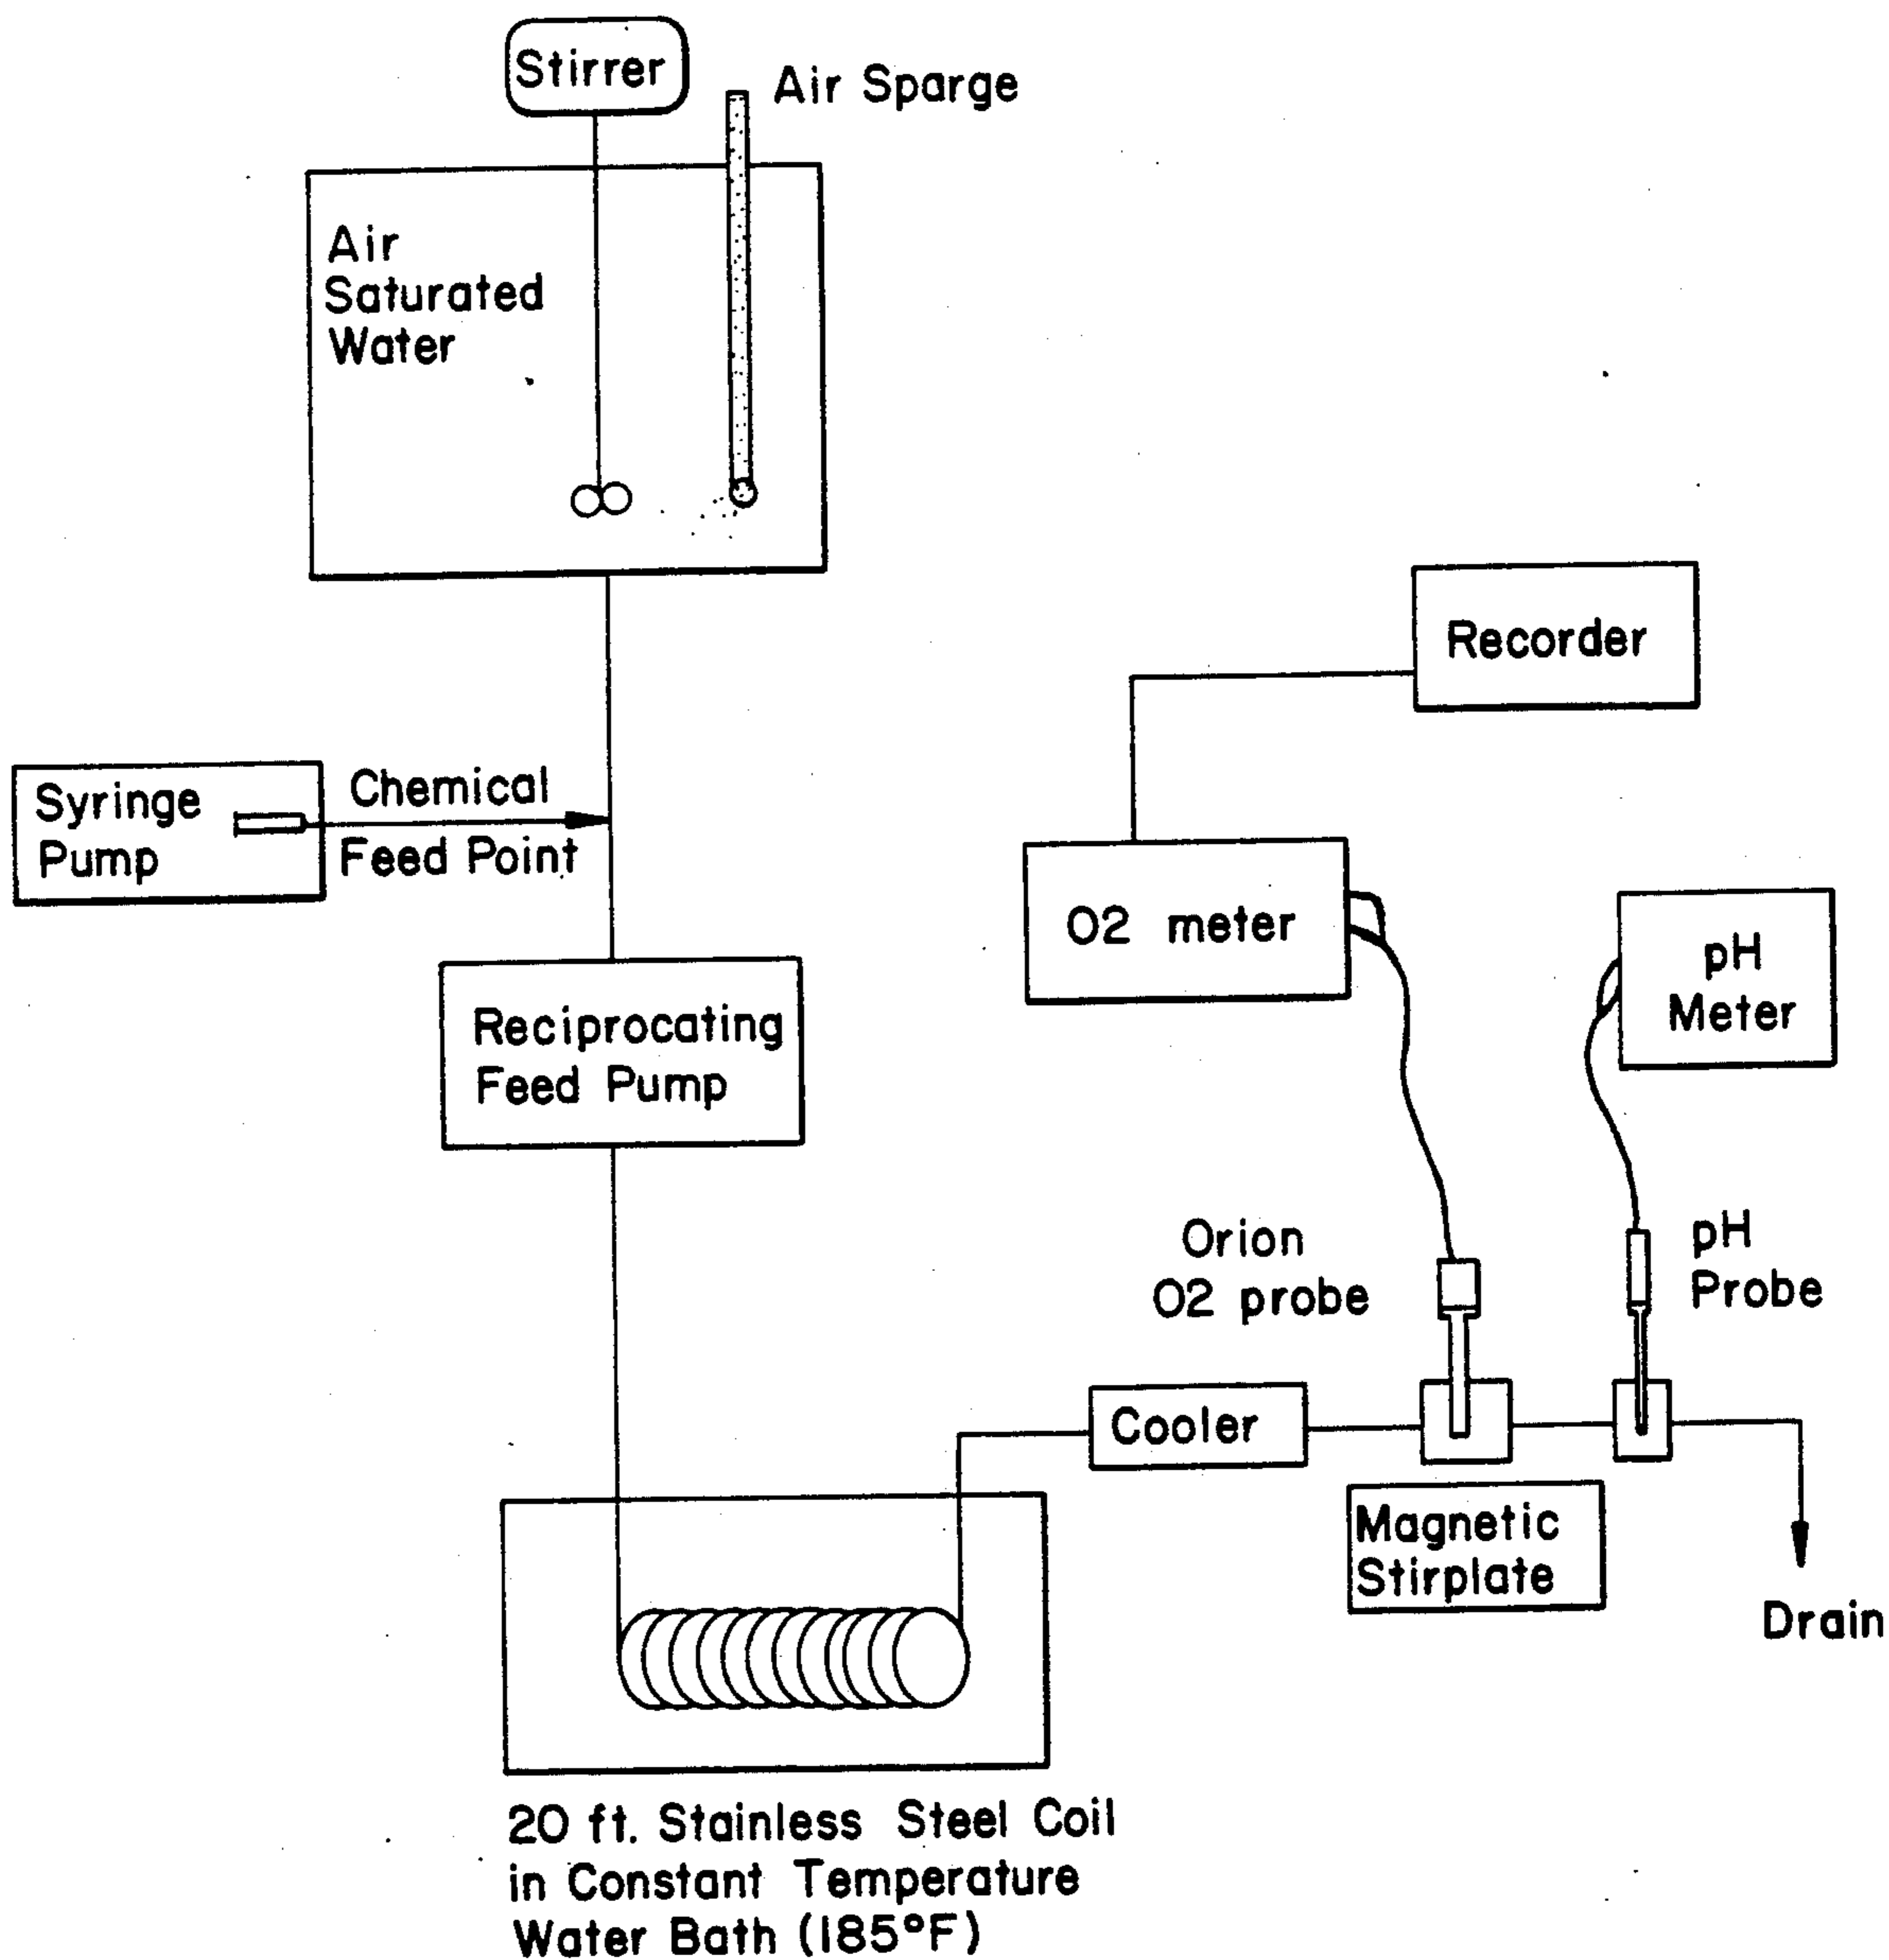 Stirrer
Air Sparge
Air
Saturated
Water
Recorder
Syringe
Pump
Chemical
Feed Point
O2 meter
pH
Meter
Reciprocating
Feed Pump
Orion
O2 probe
pH
Probe
Cooler
Magnetic
Stirplate
Drain
20 ft. Stainless Steel Coil
in Constant Temperature
Water Bath (185°F)